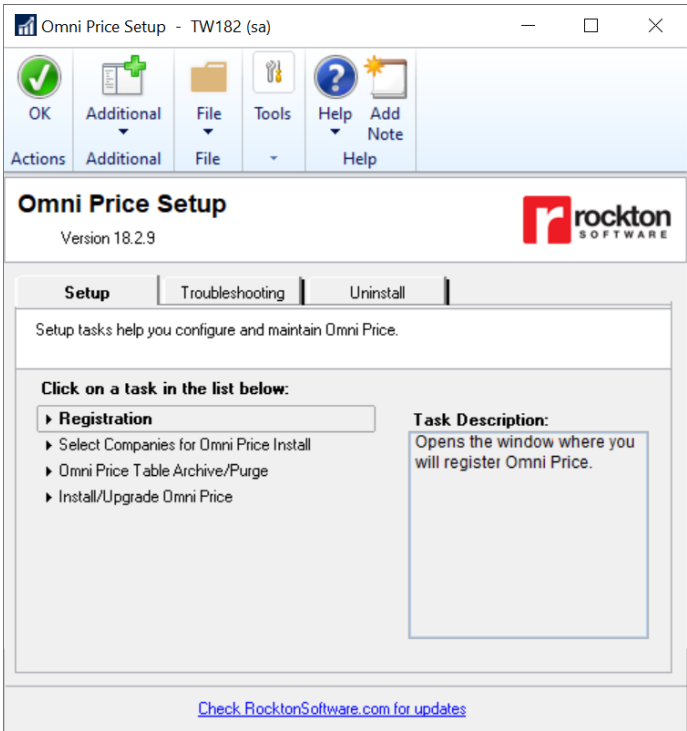 Omni Price Setup - TW182 (sa)
OK
Additional
File
Tools
Help
Add Note
Actions
Additional
File
Help
Omni Price Setup
Version 18.2.9
rockton
SOFTWARE
Setup
Troubleshooting
Uninstall
Setup tasks help you configure and maintain Omni Price.
Click on a task in the list below:
Registration
Select Companies for Omni Price Install
Omni Price Table Archive/Purge
Install/Upgrade Omni Price
Task Description:
Opens the window where you
will register Omni Price.
Check RocktonSoftware.com for updates